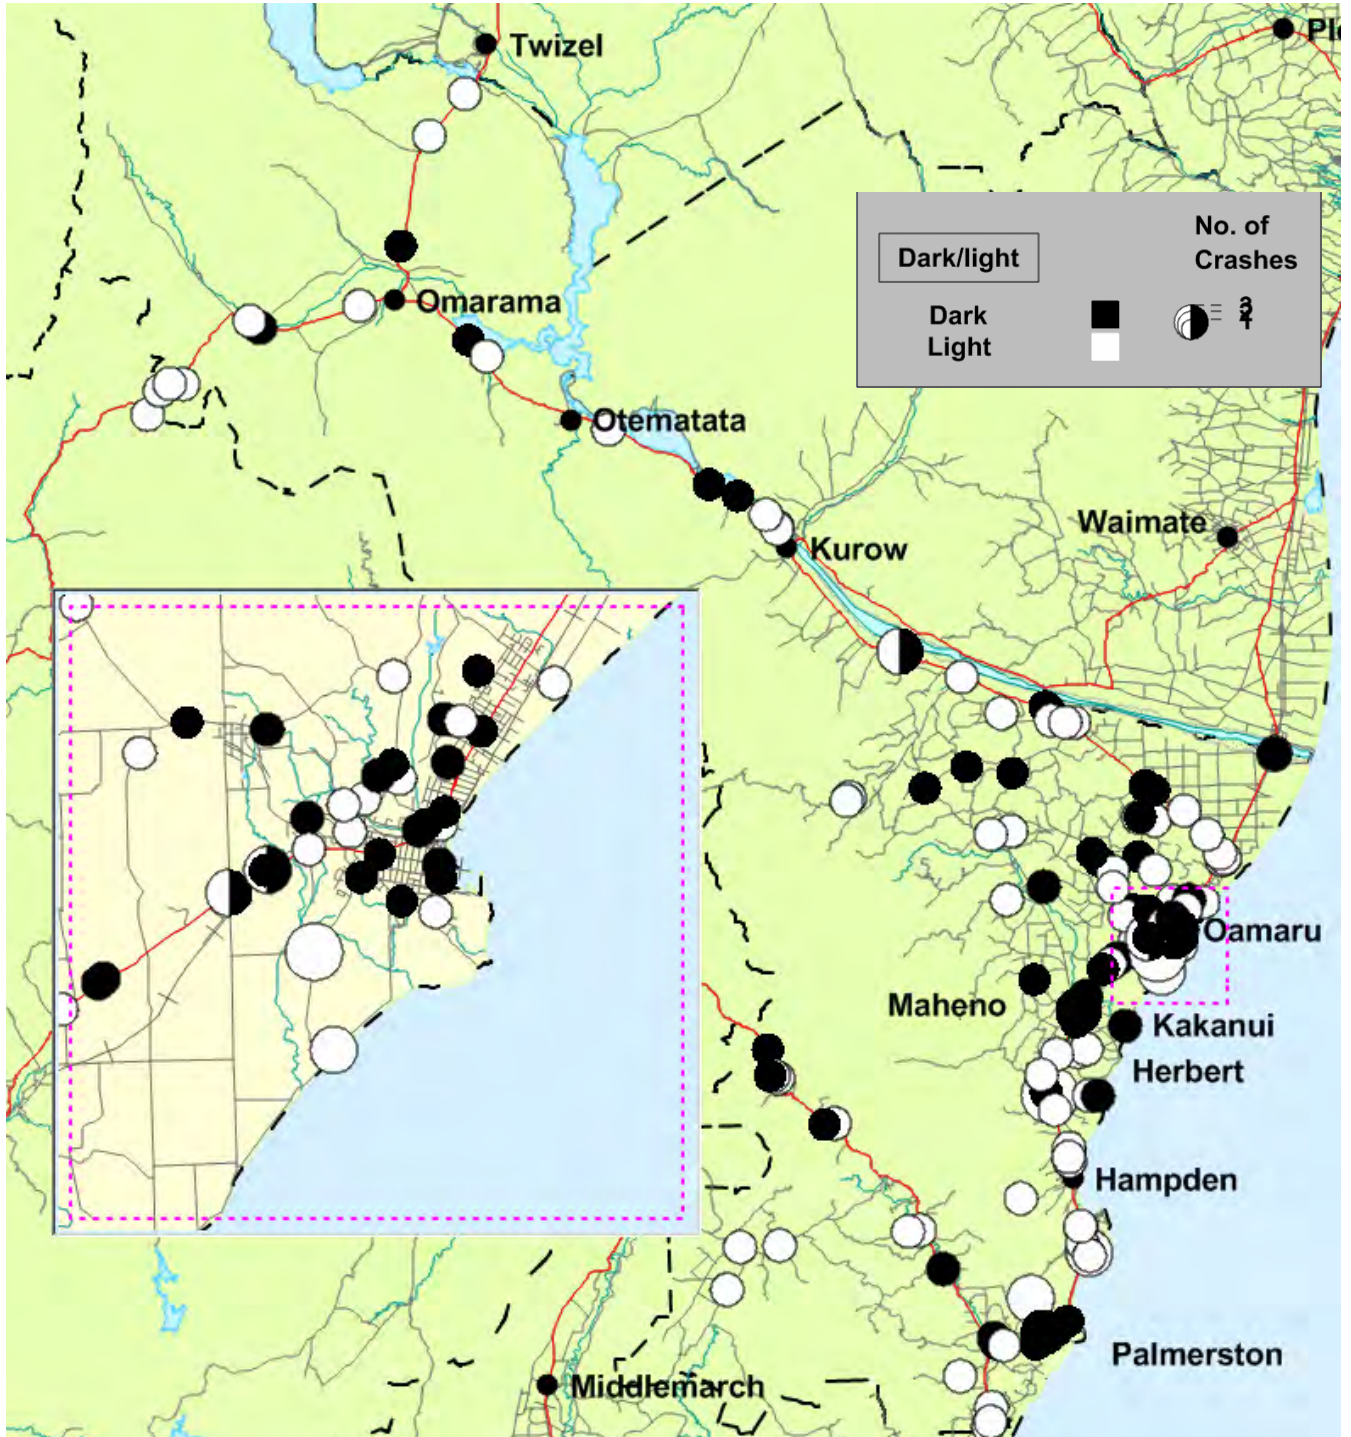 Twizel
No. of
Crashes
Dark/light
Dark
Light
Omarama
Otematata
Waimate
Kurow
Oamaru
Maheno
Kakanui
Herbert
Hampden
Palmerston
Middlemarch